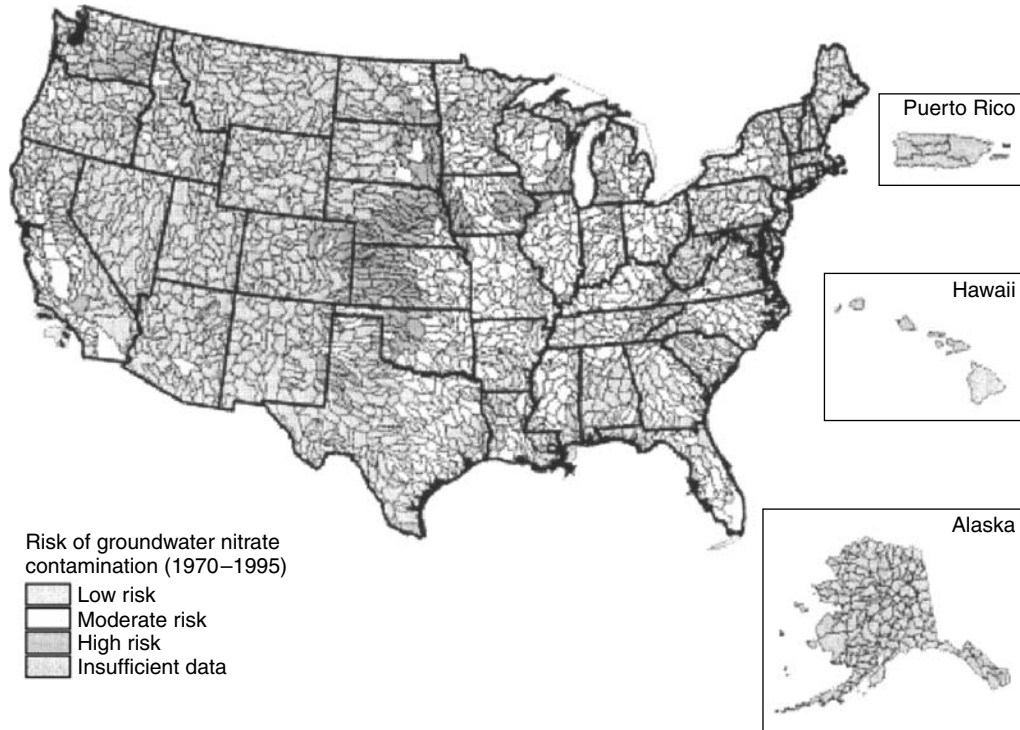 Puerto Rico
Hawaii
Alaska
Risk of groundwater nitrate
contamination (1970–1995)
Low risk
Moderate risk
High risk
Insufficient data